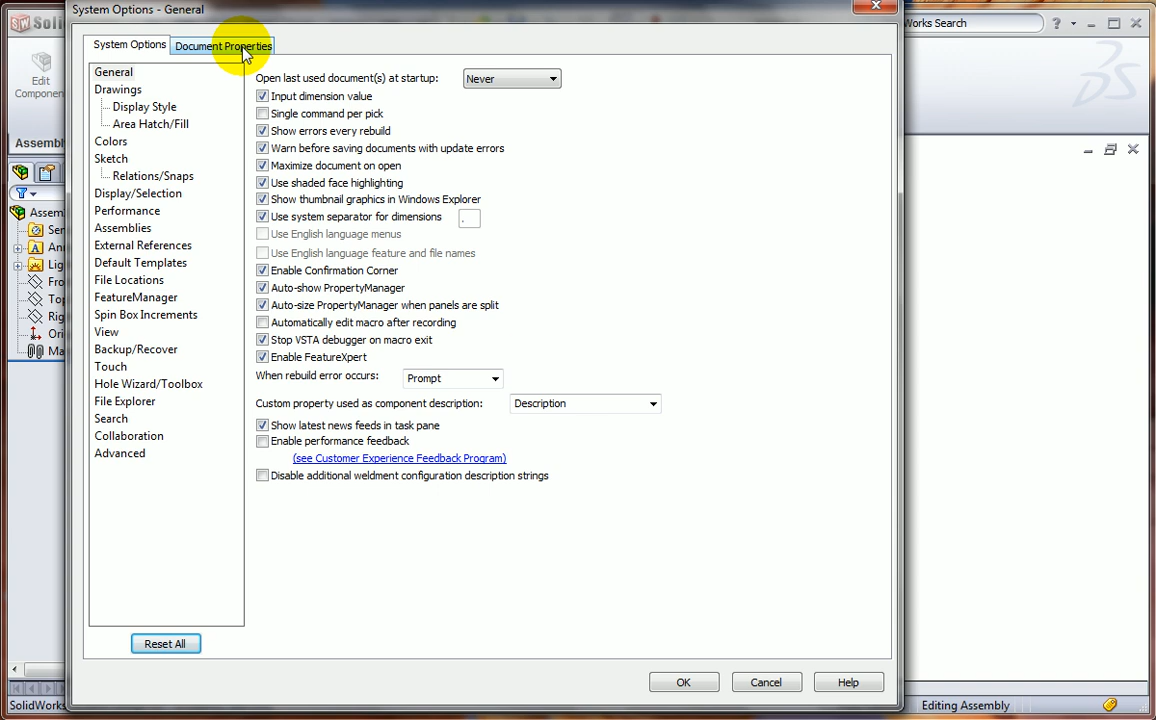 System Options - General
Soli
Works Search
?
System Options
Document Properties
Edit
Componen
Assembl
Assem
Sen
Ann
Lig
Fro
Top
Rig
Ori
Ma
General
Drawings
Display Style
Area Hatch/Fill
Colors
Sketch
Relations/Snaps
Display/Selection
Performance
Assemblies
External References
Default Templates
File Locations
FeatureManager
Spin Box Increments
View
Backup/Recover
Touch
Hole Wizard/Toolbox
File Explorer
Search
Collaboration
Advanced
Reset All
Open last used document(s) at startup: Never
Input dimension value
Single command per pick
Show errors every rebuild
Warn before saving documents with update errors
Maximize document on open
Use shaded face highlighting
Show thumbnail graphics in Windows Explorer
Use system separator for dimensions .
Use English language menus
Use English language feature and file names
Enable Confirmation Corner
Auto-show PropertyManager
Auto-size PropertyManager when panels are split
Automatically edit macro after recording
Stop VSTA debugger on macro exit
Enable FeatureXpert
When rebuild error occurs: Prompt
Custom property used as component description: Description
Show latest news feeds in task pane
Enable performance feedback
(see Customer Experience Feedback Program)
Disable additional weldment configuration description strings
OK Cancel Help
SolidWorks
Editing Assembly